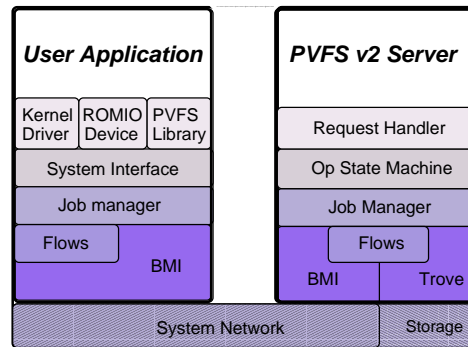 User Application
Kernel Driver
ROMIO Device
PVFS Library
System Interface
Job manager
Flows
BMI
PVFS v2 Server
Request Handler
Op State Machine
Job Manager
Flows
BMI
Trove
System Network
Storage